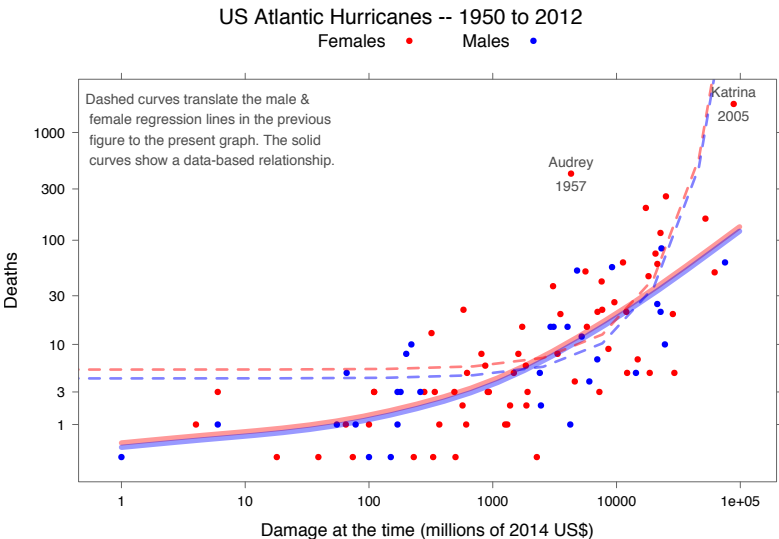 US Atlantic Hurricanes -- 1950 to 2012
Females
Males
Dashed curves translate the male &
female regression lines in the previous
figure to the present graph. The solid
curves show a data-based relationship.
Katrina
2005
Audrey
1957
Deaths
1000
300
100
30
10
3
1
1
10
100
1000
10000
1e+05
Damage at the time (millions of 2014 US$)